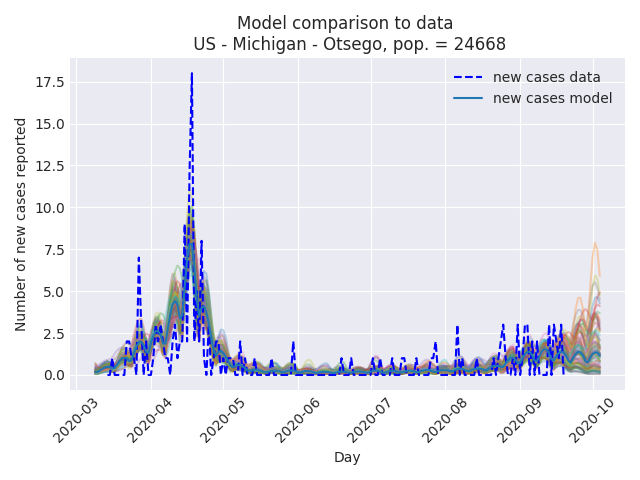 Model comparison to data
US - Michigan - Otsego, pop. = 24668
new cases data
new cases model
Number of new cases reported
17.5
15.0
12.5
10.0
7.5
5.0
2.5
0.0
2020-03
2020-04
2020-05
2020-06
2020-07
2020-08
2020-09
2020-10
Day